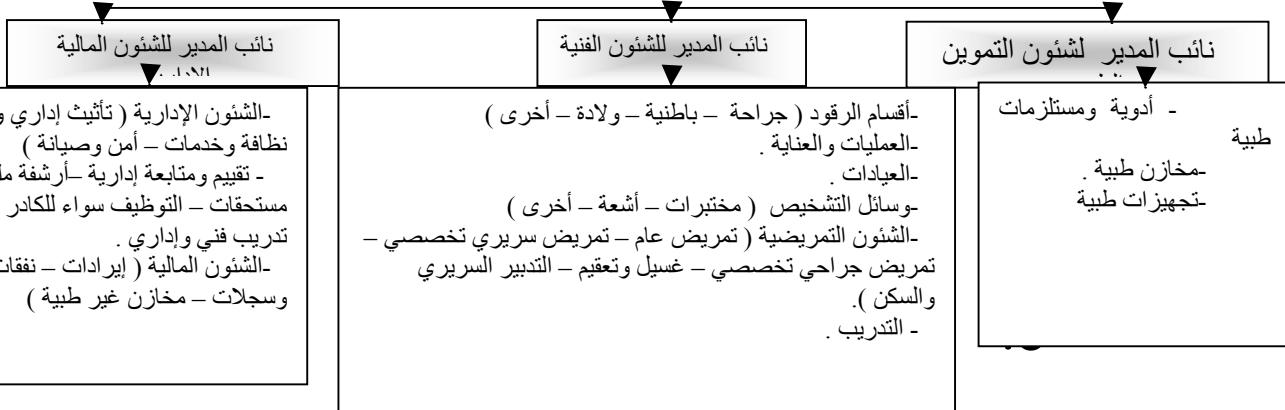 نائب المدير لشئون التموين
- أدوية ومستلزمات
طبية
-مخازن طبية .
-تجهيزات طبية
نائب المدير للشئون الفنية
-أقسام الرقود ( جراحة – باطنية – ولادة – أخرى )
-العمليات والعناية .
-العيادات .
-وسائل التشخيص ( مختبرات – أشعة – أخرى )
-الشئون التمريضية ( تمريض عام – تمريض سريري تخصصي –
تمريض جراحي تخصصي – غسيل وتعقيم – التدبير السريري
والسكن ).
- التدريب .
نائب المدير للشئون المالية
-الشئون الإدارية ( تأثيث إداري
نظافة وخدمات – أمن وصيانة )
- تقييم ومتابعة إدارية –أرشفة
مستحقات – التوظيف سواء للكادر
تدريب فني وإداري .
-الشئون المالية ( إيرادات –
وسجلات – مخازن غير طبية )